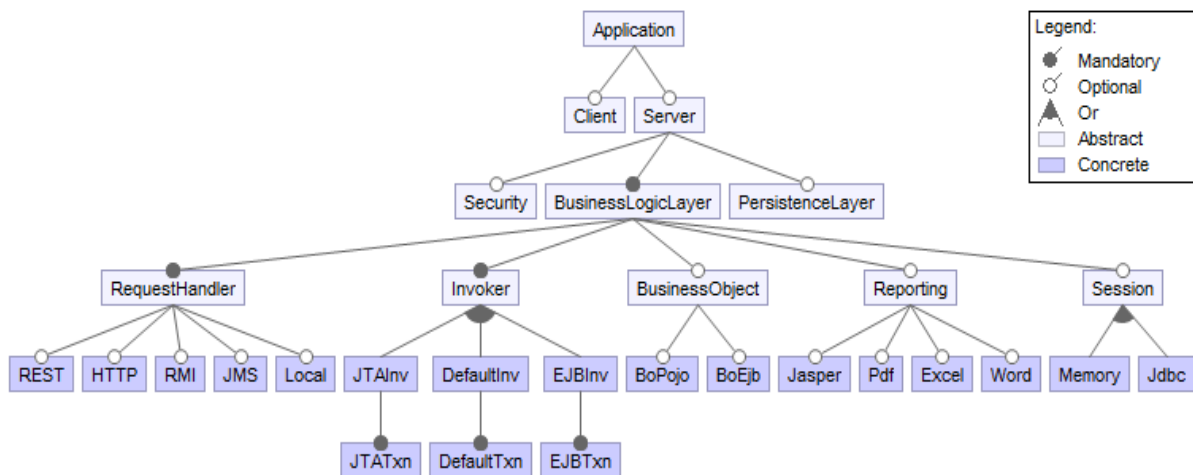 Application
Legend:
Mandatory
Optional
Or
Abstract
Concrete
Client
Server
Security
BusinessLogicLayer
PersistenceLayer
RequestHandler
Invoker
BusinessObject
Reporting
Session
REST
HTTP
RMI
JMS
Local
JTAInv
DefaultInv
EJBInv
BoPojo
BoEjb
Jasper
Pdf
Excel
Word
Memory
Jdbc
JTATxn
DefaultTxn
EJBTxn